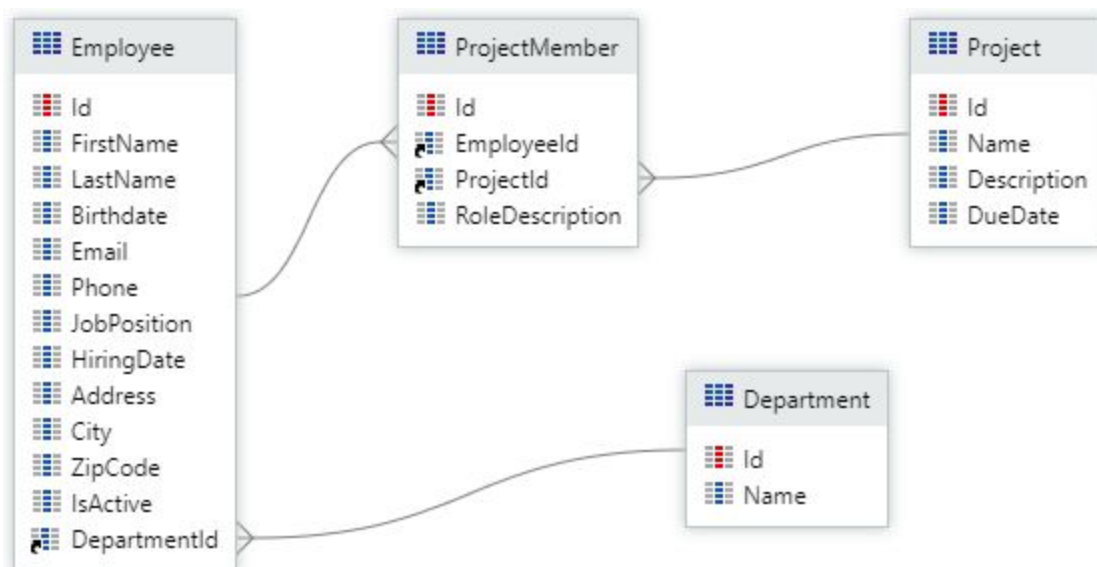 Employee
Id
FirstName
LastName
Birthdate
Email
Phone
JobPosition
HiringDate
Address
City
ZipCode
IsActive
DepartmentId
ProjectMember
Id
EmployeeId
ProjectId
RoleDescription
Project
Id
Name
Description
DueDate
Department
Id
Name